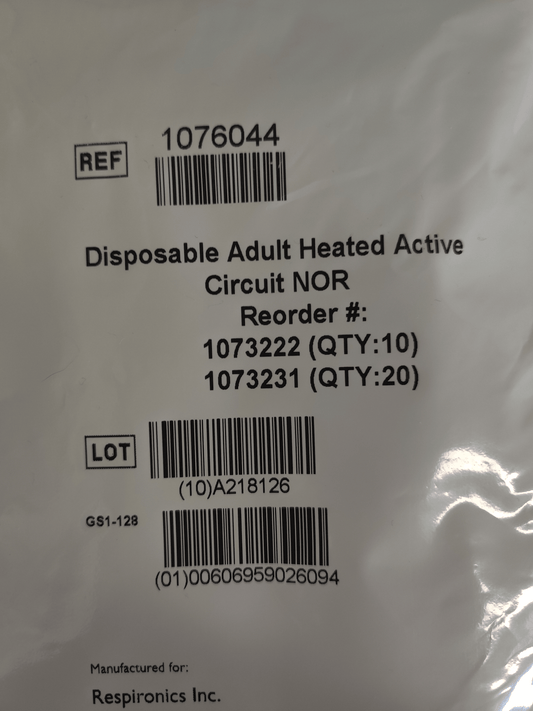 REF
1076044
Disposable Adult Heated Active
Circuit NOR
Reorder #:
1073222 (QTY:10)
1073231 (QTY:20)
LOT
(10)A218126
GS1-128
(01)00606959026094
Manufactured for:
Respironics Inc.